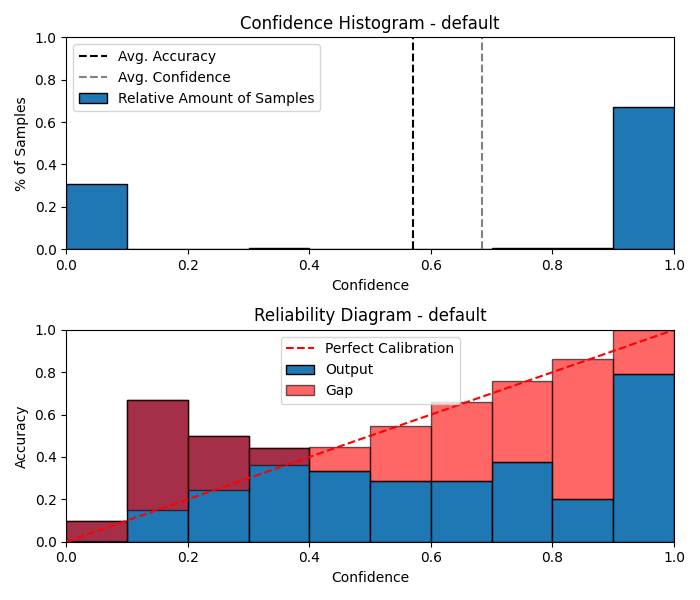 Confidence Histogram - default
1.0
0.8
0.6
0.4
0.2
0.0
% of Samples
Avg. Accuracy
Avg. Confidence
Relative Amount of Samples
0.0 0.2 0.4 0.6 0.8 1.0
Confidence
Reliability Diagram - default
1.0
0.8
0.6
0.4
0.2
0.0
Accuracy
Perfect Calibration
Output
Gap
0.0 0.2 0.4 0.6 0.8 1.0
Confidence